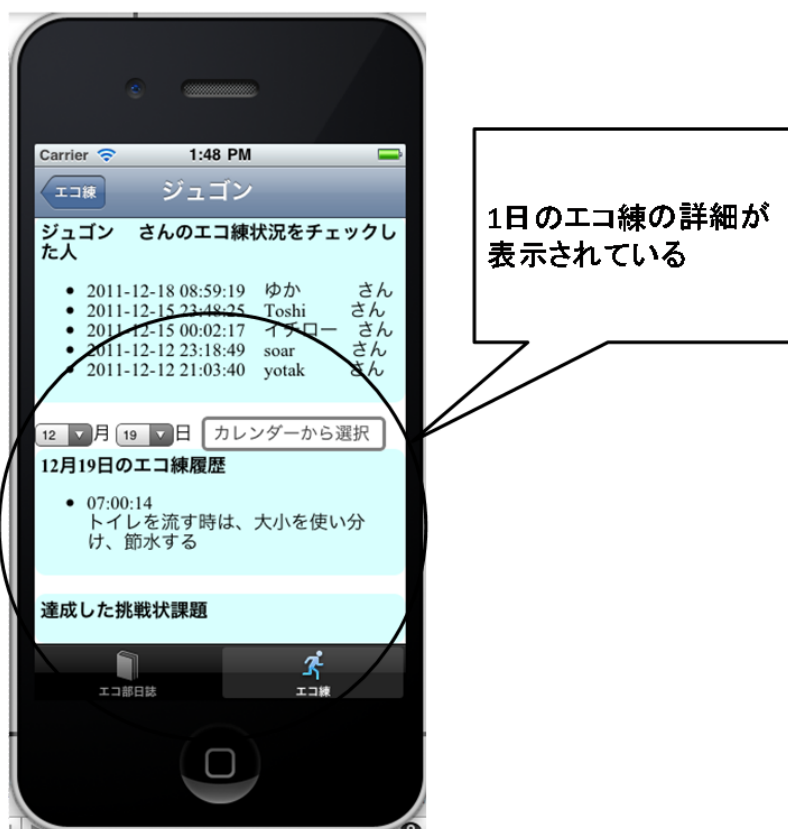 Carrier 1:48 PM
エコ練 ジュゴン
ジュゴン さんのエコ練状況をチェックし
た人
• 2011-12-18 08:59:19 ゆか さん
• 2011-12-15 23:48:25 Toshi さん
• 2011-12-15 00:02:17 イチロー さん
• 2011-12-12 23:18:49 soar さん
• 2011-12-12 21:03:40 yotak さん
12 月 19 日 カレンダーから選択
12月19日のエコ練履歴
• 07:00:14
トイレを流す時は、大小を使い分
け、節水する
達成した挑戦状課題
エコ部日誌 エコ練
1日のエコ練の詳細が
表示されている